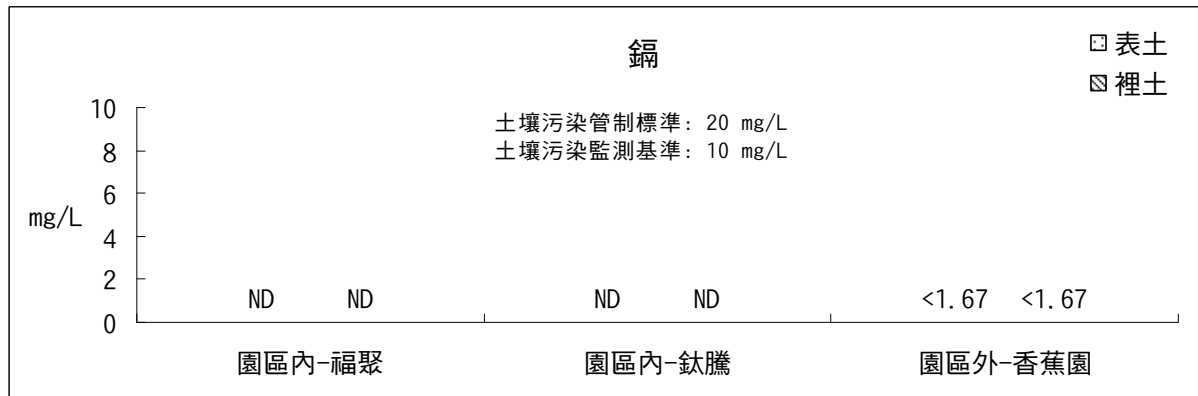 鎘
表土
裡土
土壤污染管制標準: 20 mg/L
土壤污染監測基準: 10 mg/L
mg/L
10
8
6
4
2
0
ND ND ND ND <1.67 <1.67
園區內-福聚 園區內-鈦騰 園區外-香蕉園